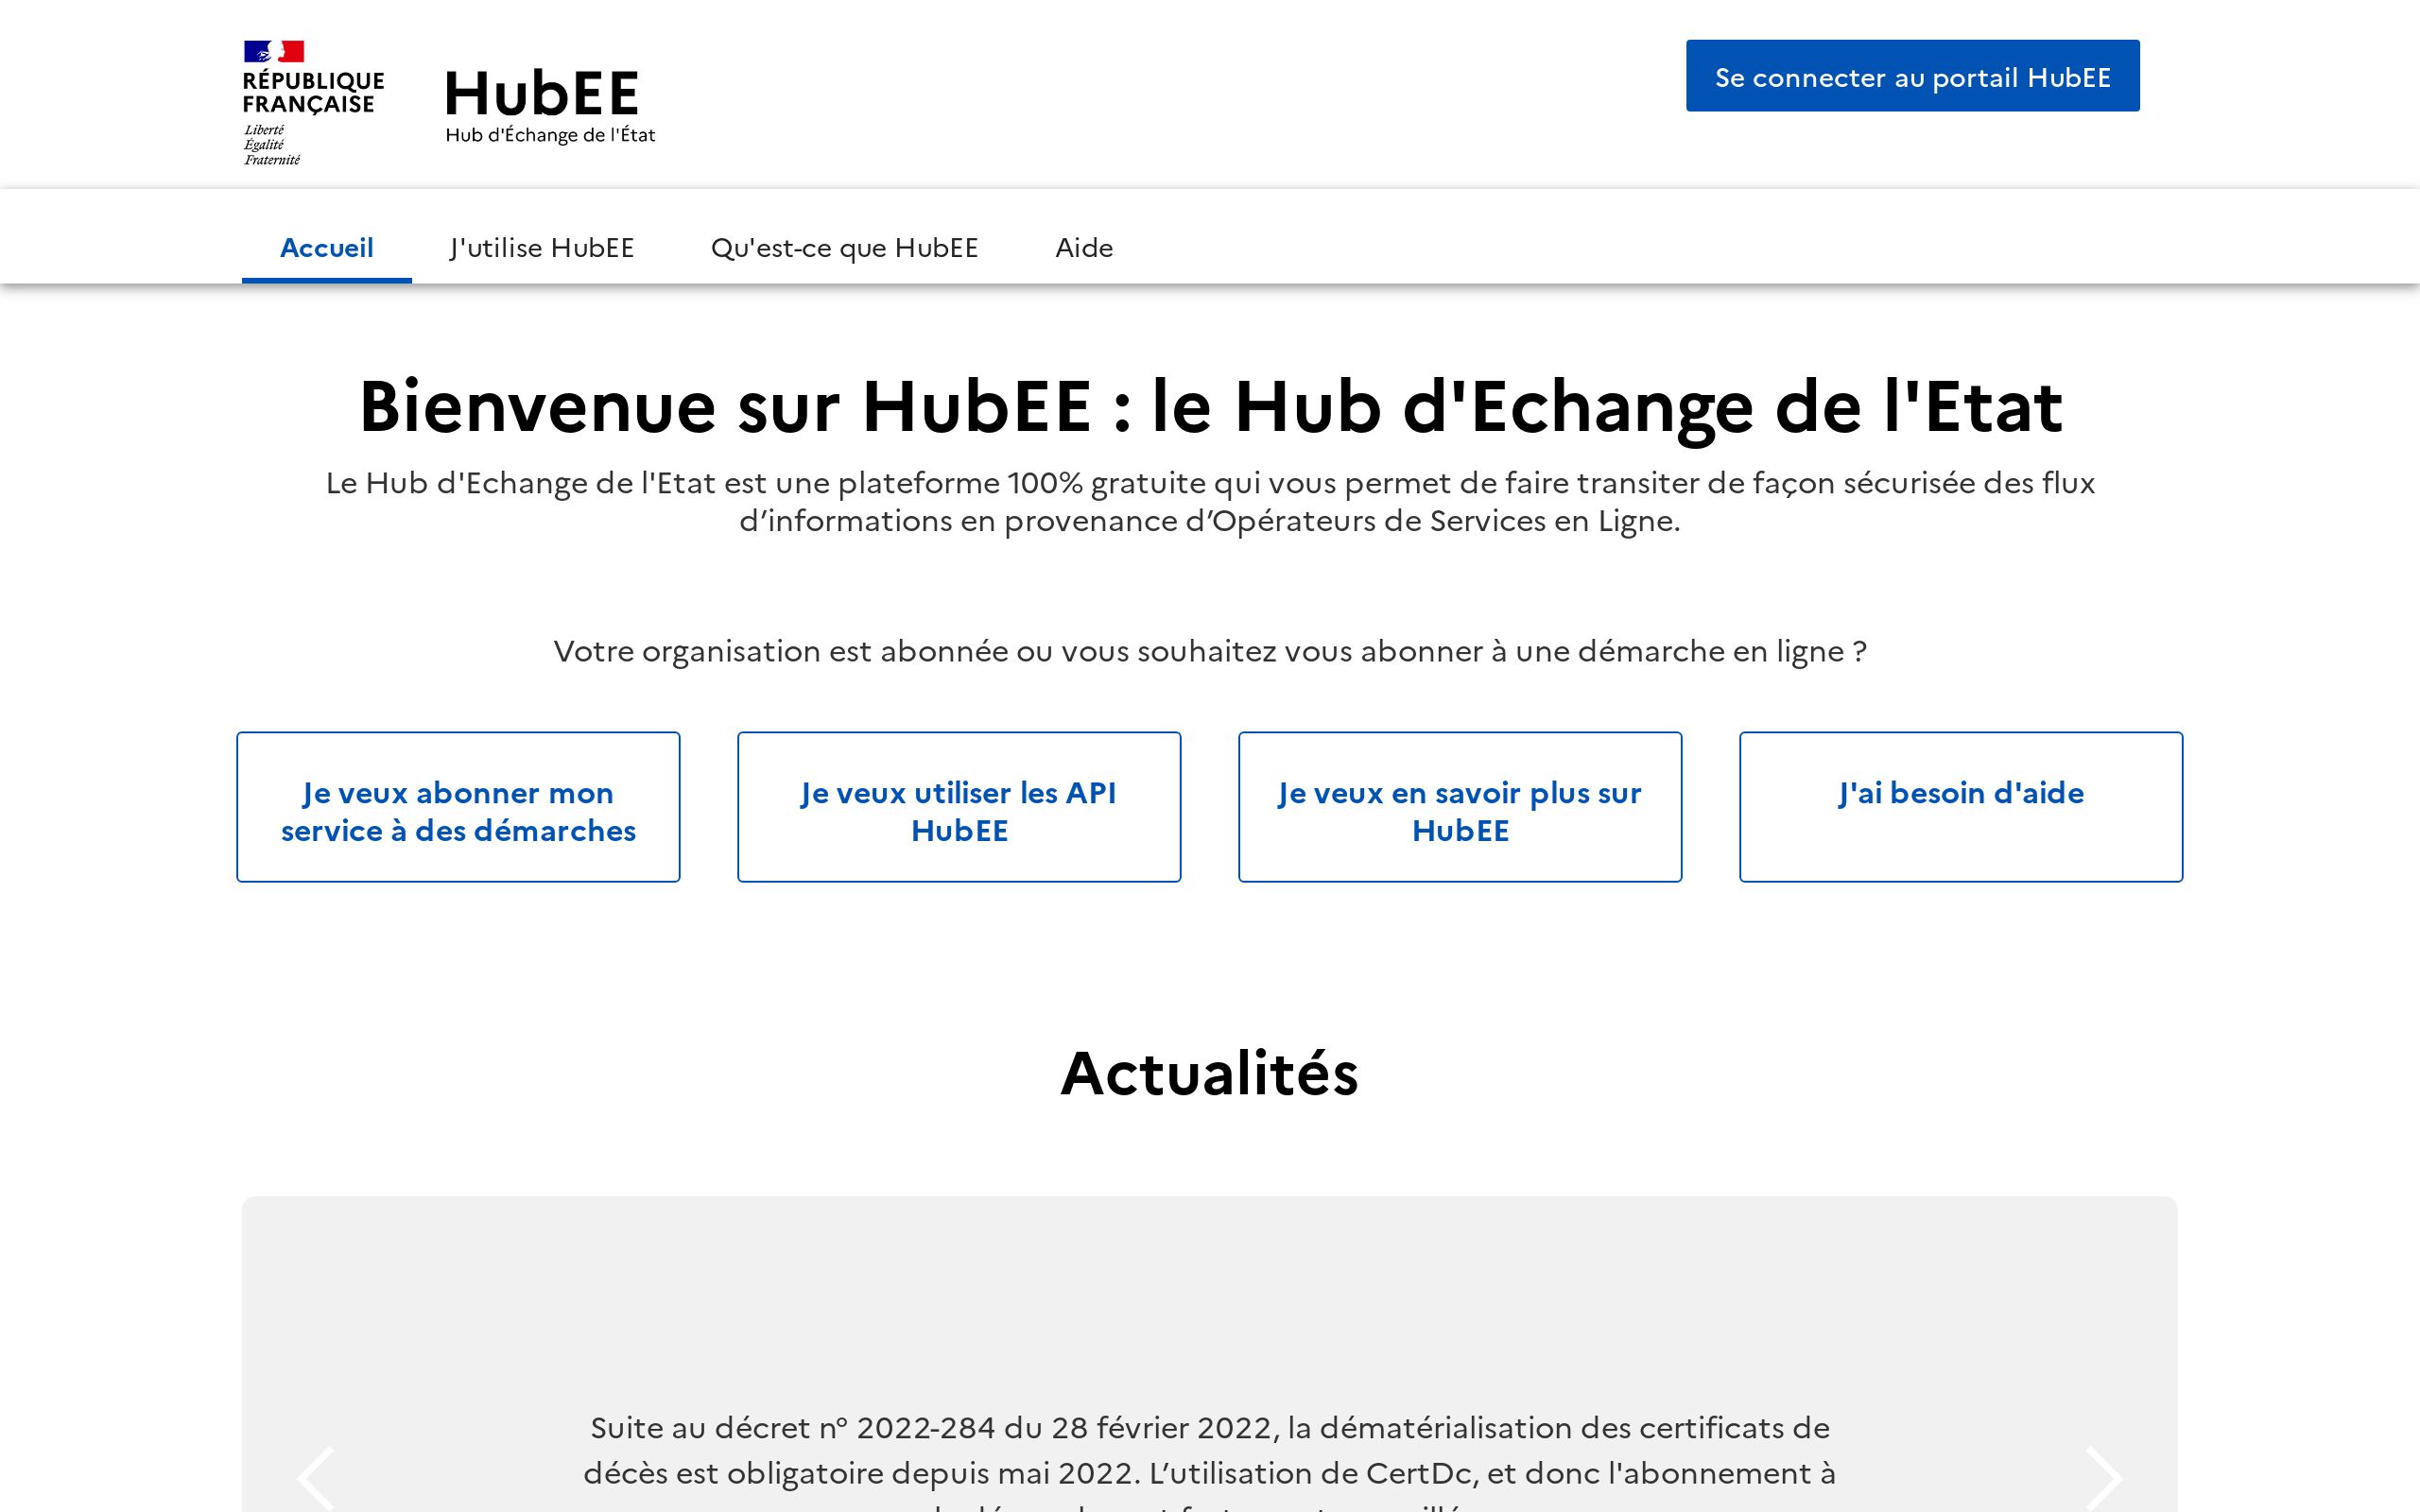 RÉPUBLIQUE
FRANÇAISE
Liberté
Égalité
Fraternité
HubEE
Hub d'Échange de l'État
Se connecter au portail HubEE
Accueil
J'utilise HubEE
Qu'est-ce que HubEE
Aide
Bienvenue sur HubEE : le Hub d'Echange de l'Etat
Le Hub d'Echange de l'Etat est une plateforme 100% gratuite qui vous permet de faire transiter de façon sécurisée des flux
d’informations en provenance d’Opérateurs de Services en Ligne.
Votre organisation est abonnée ou vous souhaitez vous abonner à une démarche en ligne ?
Je veux abonner mon
service à des démarches
Je veux utiliser les API
HubEE
Je veux en savoir plus sur
HubEE
J'ai besoin d'aide
Actualités
Suite au décret n° 2022-284 du 28 février 2022, la dématérialisation des certificats de
décès est obligatoire depuis mai 2022. L’utilisation de CertDc, et donc l'abonnement à